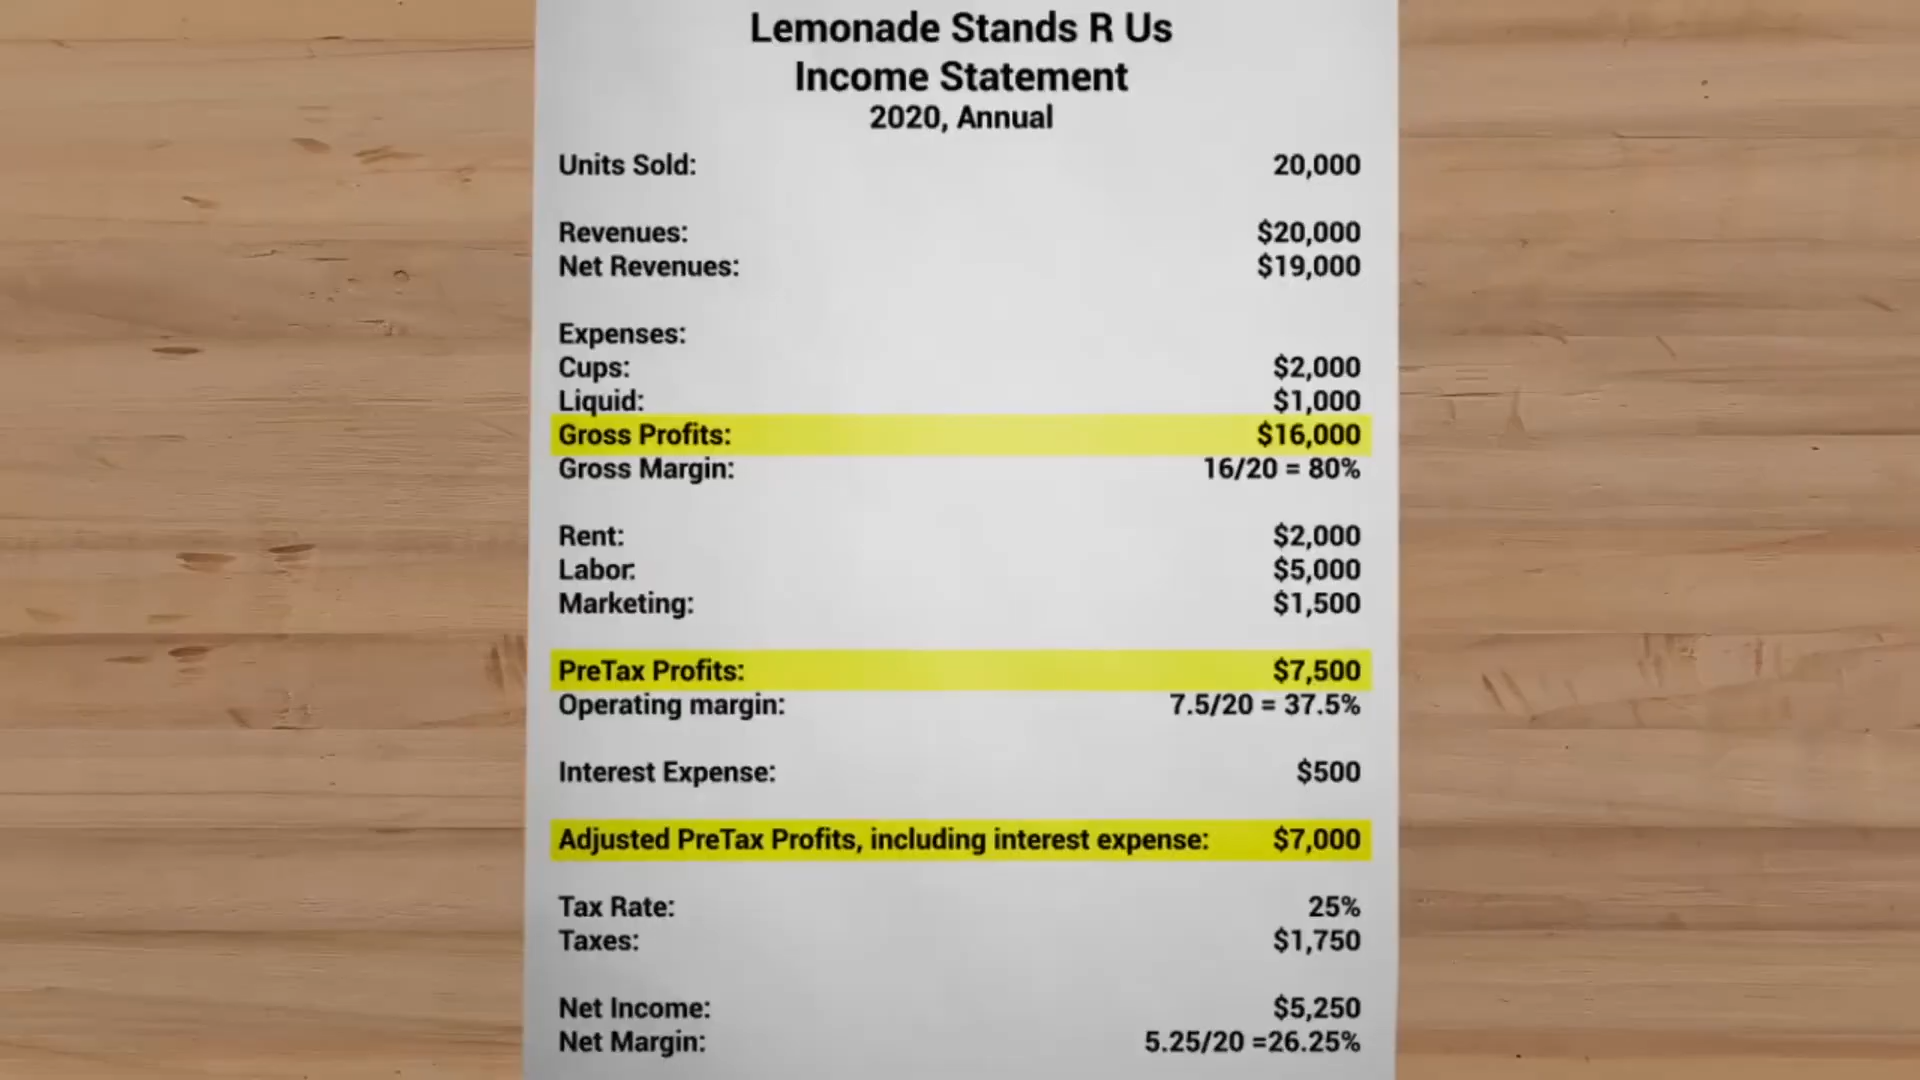 Lemonade Stands R Us
Income Statement
2020, Annual
Units Sold: 20,000
Revenues: $20,000
Net Revenues: $19,000
Expenses:
Cups: $2,000
Liquid: $1,000
Gross Profits: $16,000
Gross Margin: 16/20 = 80%
Rent: $2,000
Labor: $5,000
Marketing: $1,500
PreTax Profits: $7,500
Operating margin: 7.5/20 = 37.5%
Interest Expense: $500
Adjusted PreTax Profits, including interest expense: $7,000
Tax Rate: 25%
Taxes: $1,750
Net Income: $5,250
Net Margin: 5.25/20 =26.25%